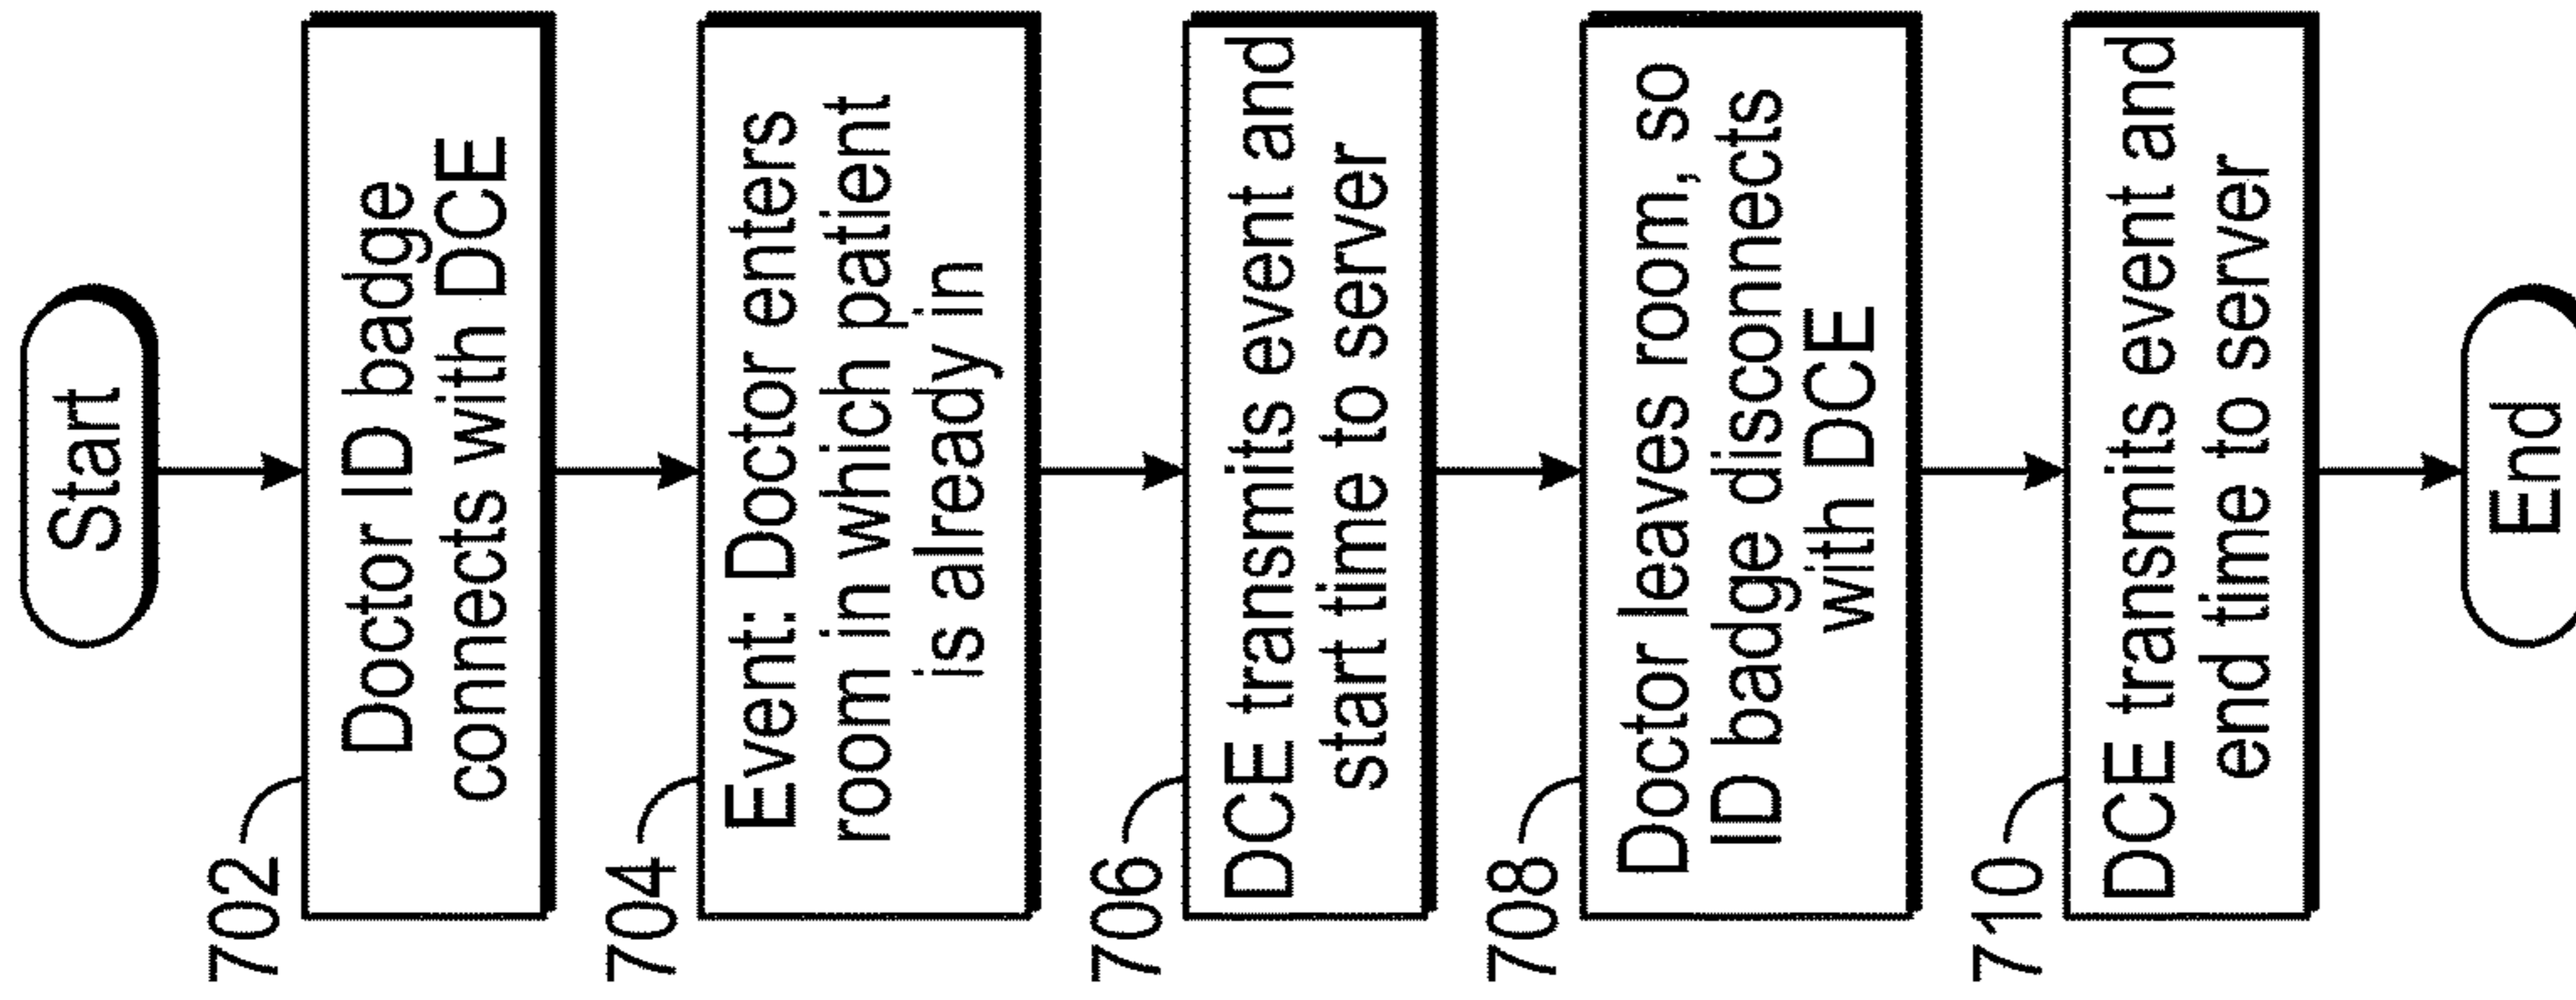 Start
702
Doctor ID badge
connects with DCE
704
Event: Doctor enters
room in which patient
is already in
706
DCE transmits event and
start time to server
708
Doctor leaves room, so
ID badge disconnects
with DCE
710
DCE transmits event and
end time to server
End